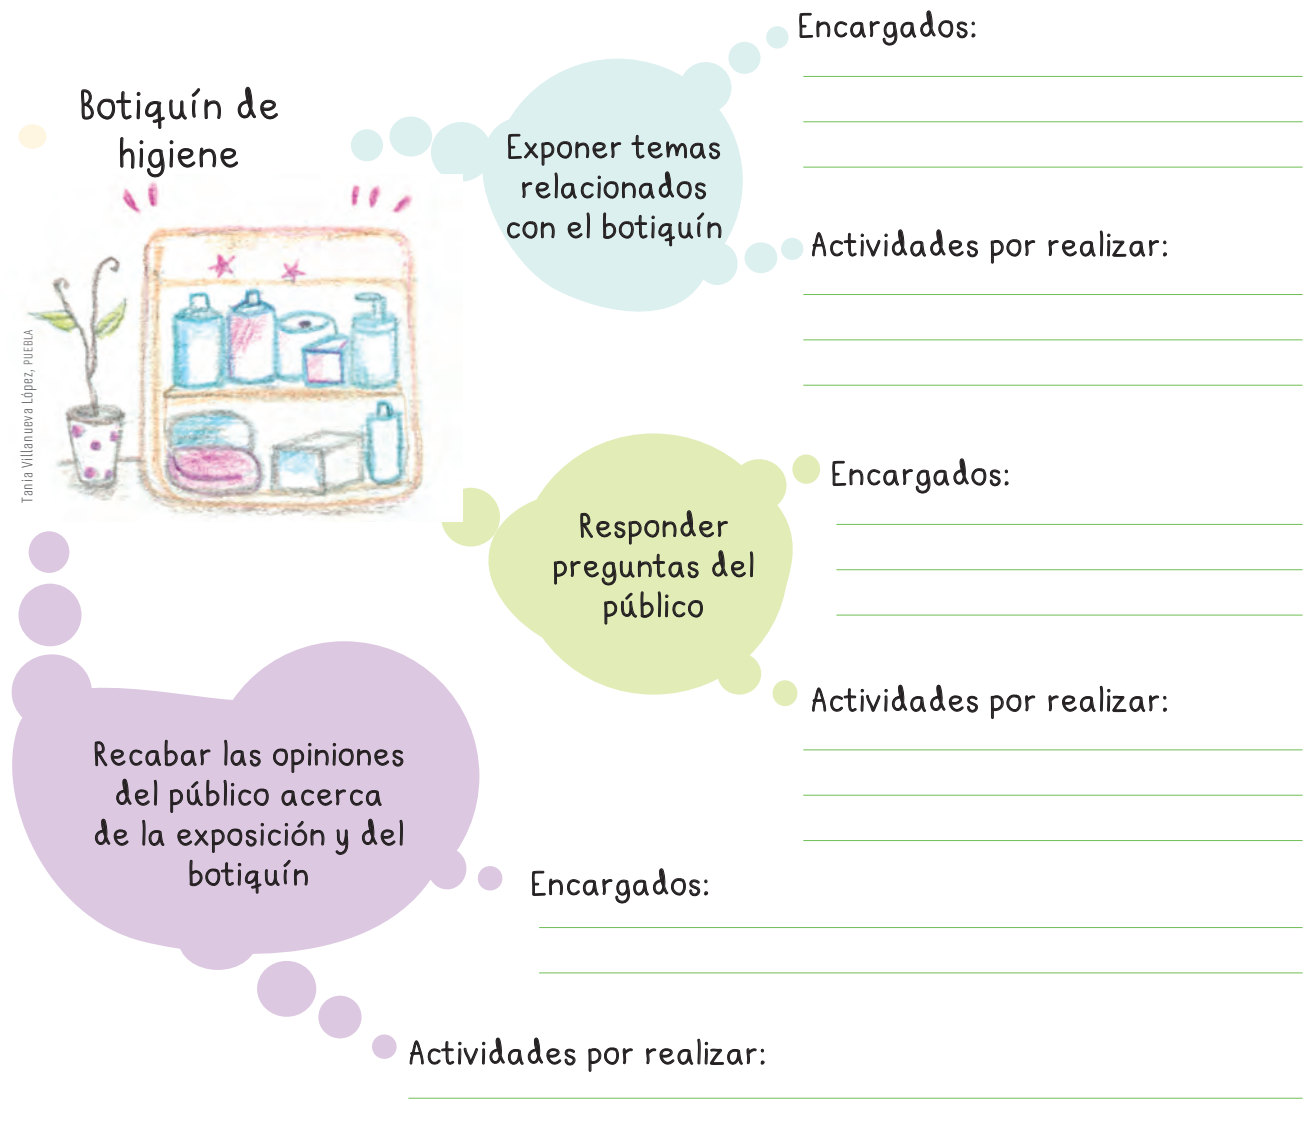 Botiquín de
higiene
Tania Villanueva López, PUEBLA
Exponer temas
relacionados
con el botiquín
Encargados:
Actividades por realizar:
Responder
preguntas del
público
Encargados:
Actividades por realizar:
Recabar las opiniones
del público acerca
de la exposición y del
botiquín
Encargados:
Actividades por realizar: